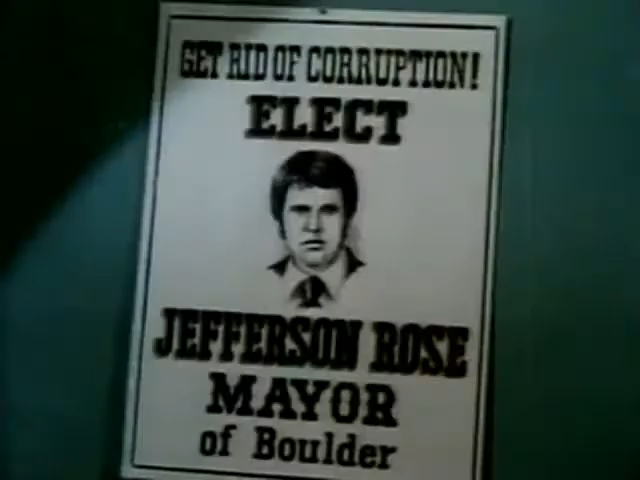 GET RID OF CORRUPTION!
ELECT
JEFFERSON ROSE
MAYOR
of Boulder